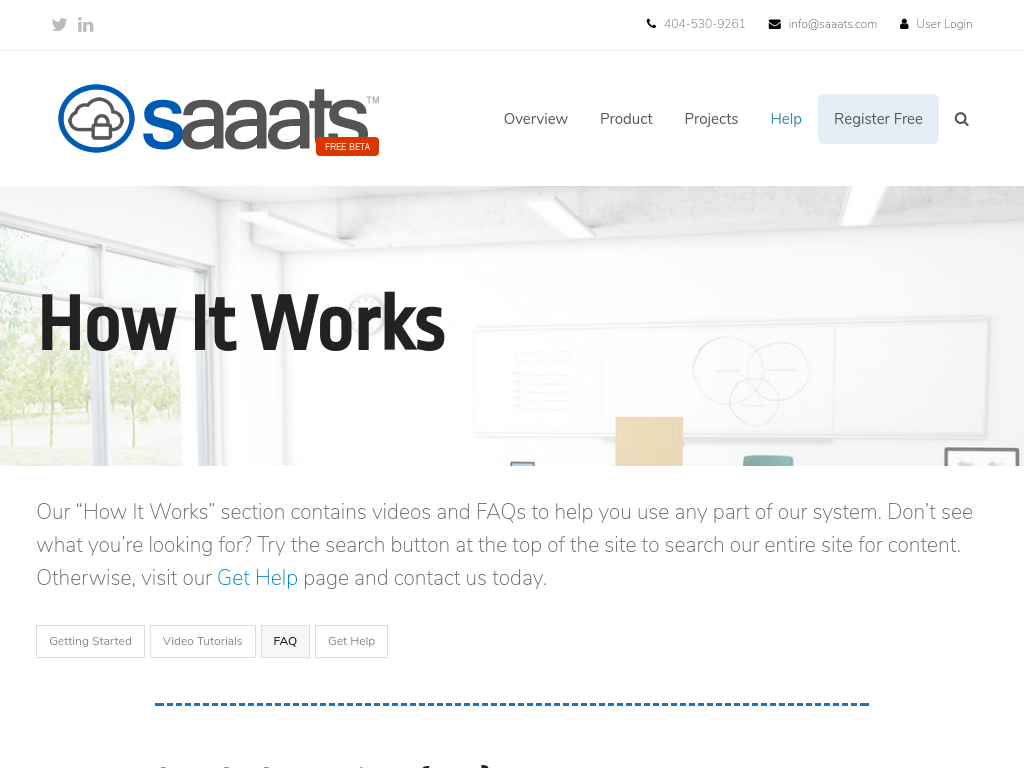 404-530-9261 info@saaats.com User Login
saaats™
FREE BETA
Overview Product Projects Help Register Free
How It Works
Our “How It Works” section contains videos and FAQs to help you use any part of our system. Don’t see
what you’re looking for? Try the search button at the top of the site to search our entire site for content.
Otherwise, visit our Get Help page and contact us today.
Getting Started Video Tutorials FAQ Get Help